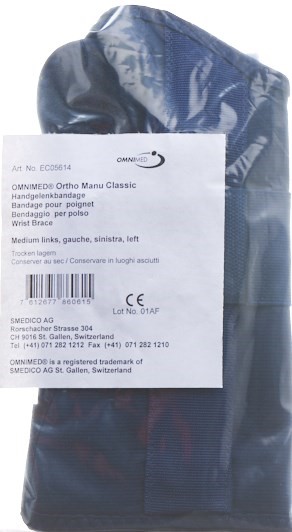 OMNIMED
Art. No. EC05614
OMNIMED® Ortho Manu Classic
Handgelenkbandage
Bandage pour poignet
Bendaggio per polso
Wrist Brace
Medium links, gauche, sinistra, left
Trocken lagern
Conserver au sec / Conservare in luoghi asciutti
7 612677 860615
CE
Lot No. 01AF
SMEDICO AG
Rorschacher Strasse 304
CH 9016 St. Gallen, Switzerland
Tel (+41) 071 282 1212 Fax (+41) 071 282 1210
OMNIMED® is a registered trademark of
SMEDICO AG St. Gallen, Switzerland